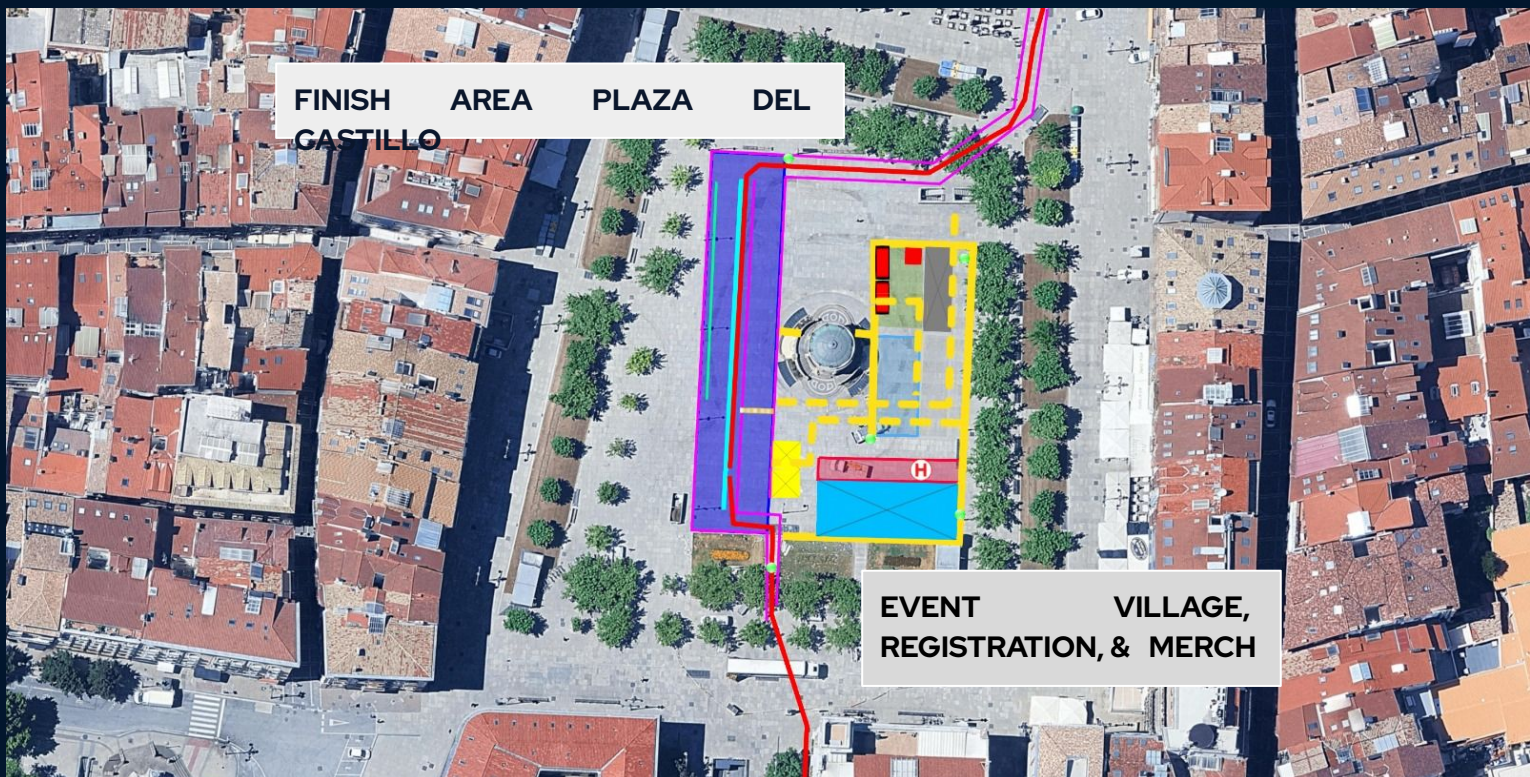 FINISH AREA PLAZA DEL
CASTILLO
H
EVENT VILLAGE,
REGISTRATION, & MERCH